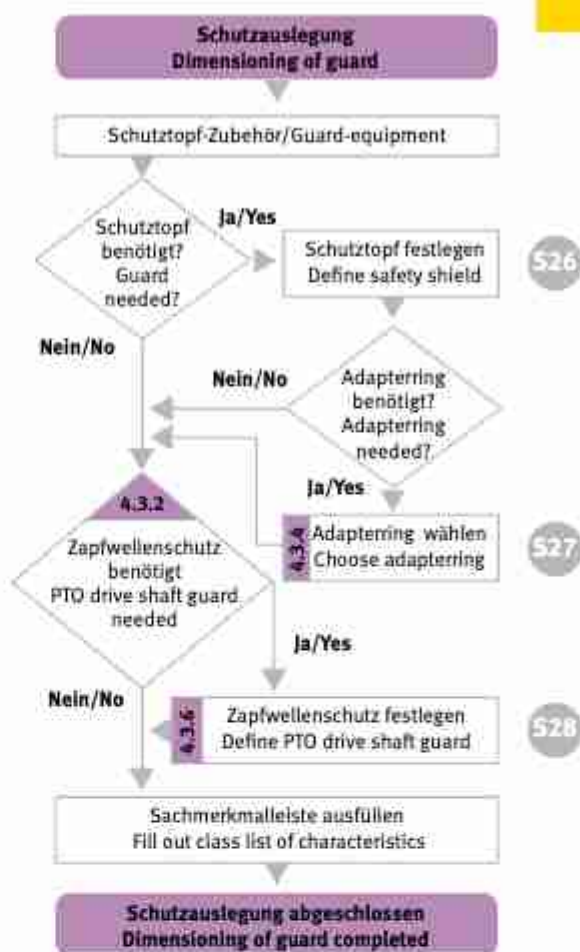 Schutzauslegung
Dimensioning of guard
Schutztopf-Zubehör/Guard-equipment
Schutztopf
benötigt?
Guard
needed?
Ja/Yes
Schutztopf festlegen
Define safety shield
S26
Nein/No
Nein/No
Adapterring
benötigt?
Adapterring
needed?
Ja/Yes
4.3.4
Adapterring wählen
Choose adapterring
S27
4.3.2
Zapfwellenschutz
benötigt
PTO drive shaft guard
needed
Ja/Yes
Nein/No
4.3.6
Zapfwellenschutz festlegen
Define PTO drive shaft guard
S28
Sachmerkmalleiste ausfüllen
Fill out class list of characteristics
Schutzauslegung abgeschlossen
Dimensioning of guard completed